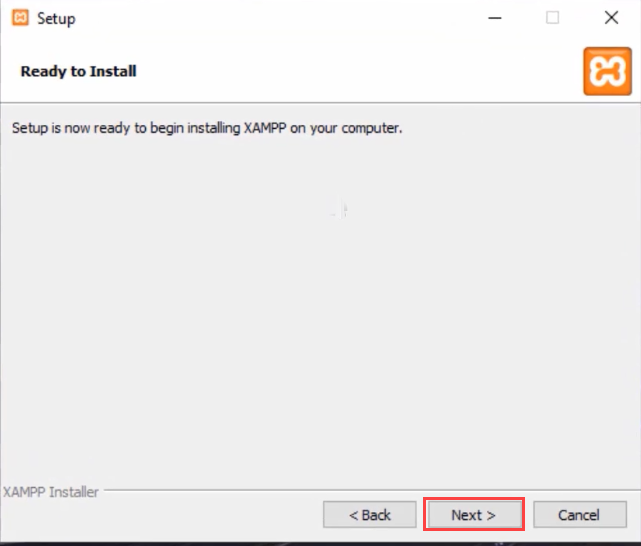 Setup
Ready to Install
Setup is now ready to begin installing XAMPP on your computer.
XAMPP Installer
< Back
Next >
Cancel